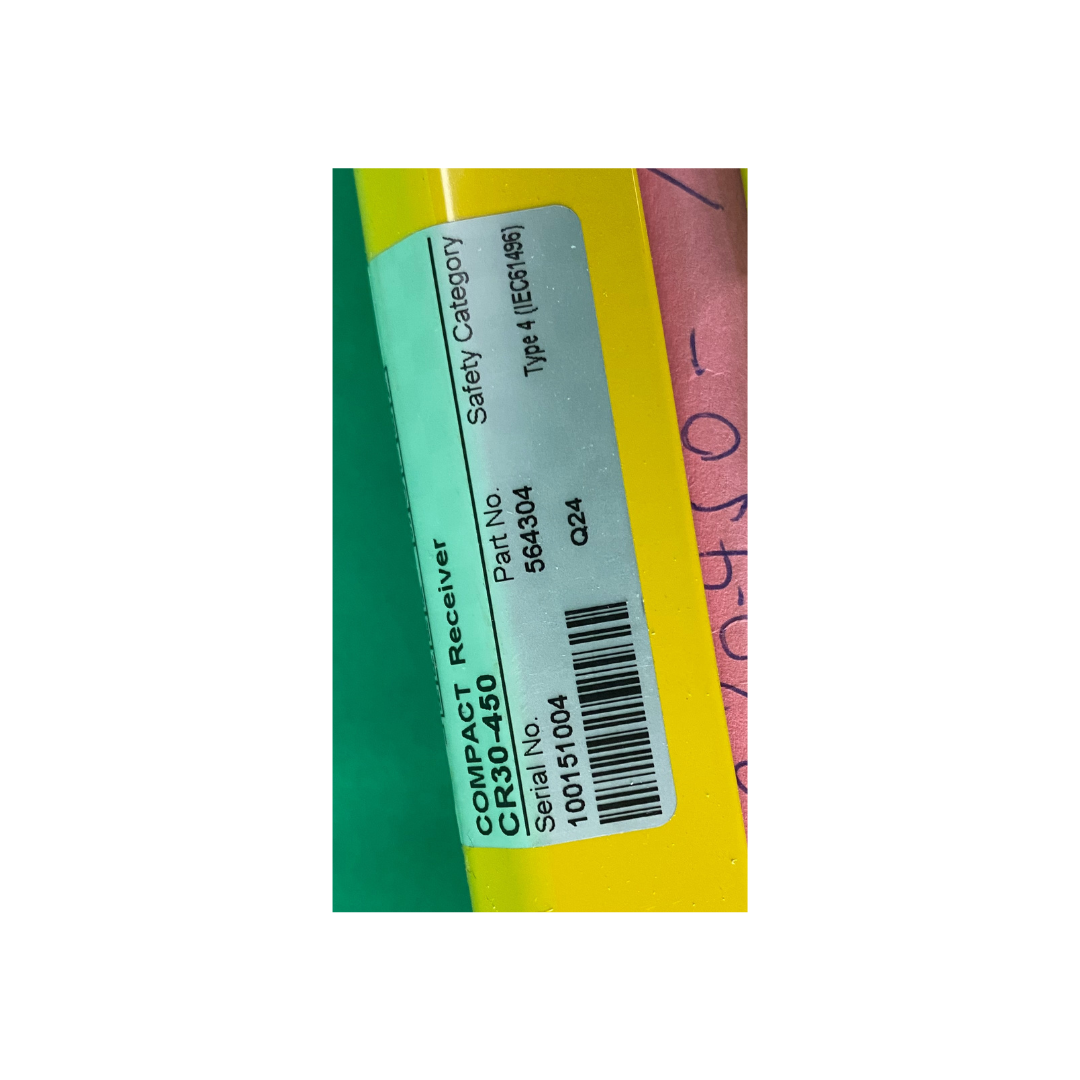 COMPACT Receiver
CR30-450
Serial No. Part No. Safety Category
100151004 564304 Type 4 (IEC61496)
Q24